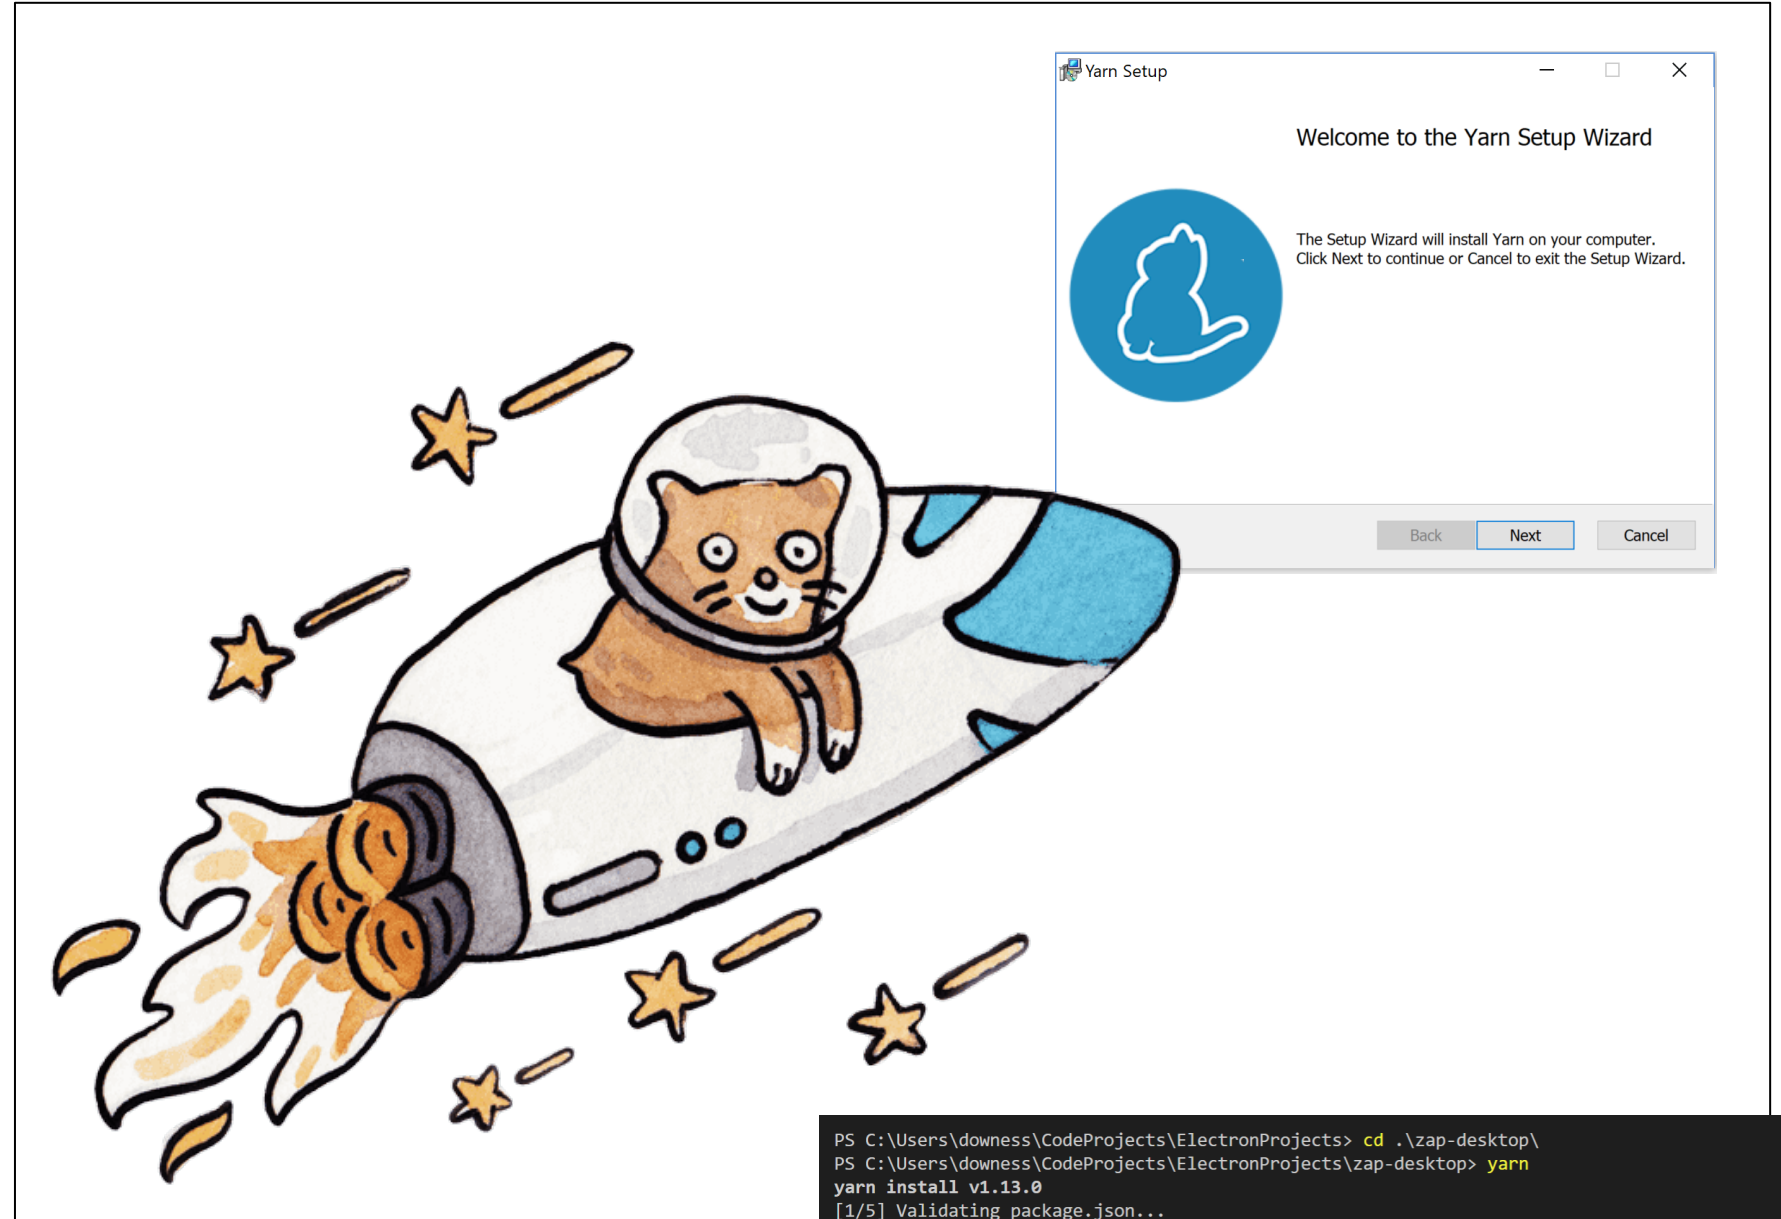 Yarn Setup
Welcome to the Yarn Setup Wizard
The Setup Wizard will install Yarn on your computer.
Click Next to continue or Cancel to exit the Setup Wizard.
Back
Next
Cancel
PS C:\Users\downess\CodeProjects\ElectronProjects> cd .\zap-desktop\
PS C:\Users\downess\CodeProjects\ElectronProjects\zap-desktop> yarn
yarn install v1.13.0
[1/5] Validating package.json...